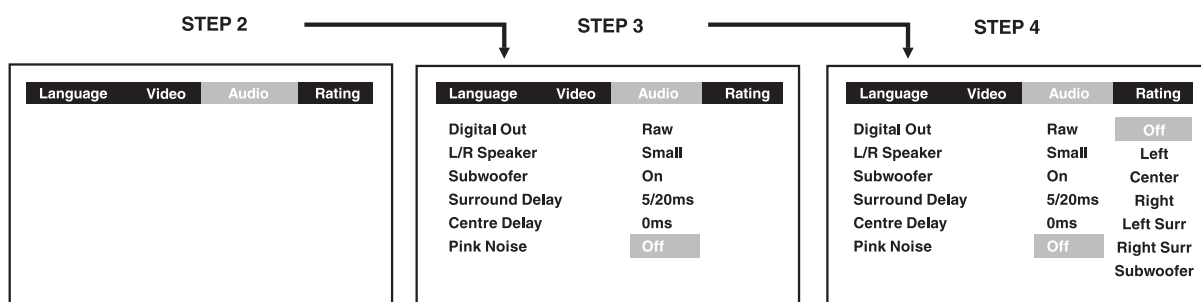 STEP 2
STEP 3
STEP 4
Language Video Audio Rating
Language Video Audio Rating
Digital Out Raw
L/R Speaker Small
Subwoofer On
Surround Delay 5/20ms
Centre Delay 0ms
Pink Noise Off
Language Video Audio Rating
Digital Out Raw Off
L/R Speaker Small Left
Subwoofer On Center
Surround Delay 5/20ms Right
Centre Delay 0ms Left Surr
Pink Noise Off Right Surr
Subwoofer